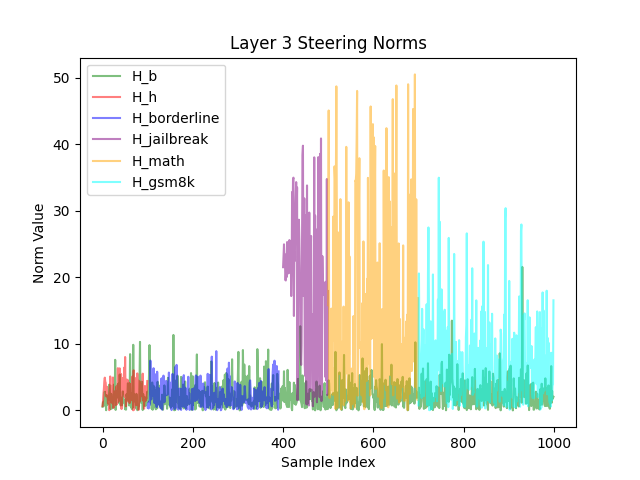 Layer 3 Steering Norms
50
40
30
20
10
0
Norm Value
H_b
H_h
H_borderline
H_jailbreak
H_math
H_gsm8k
0 200 400 600 800 1000
Sample Index